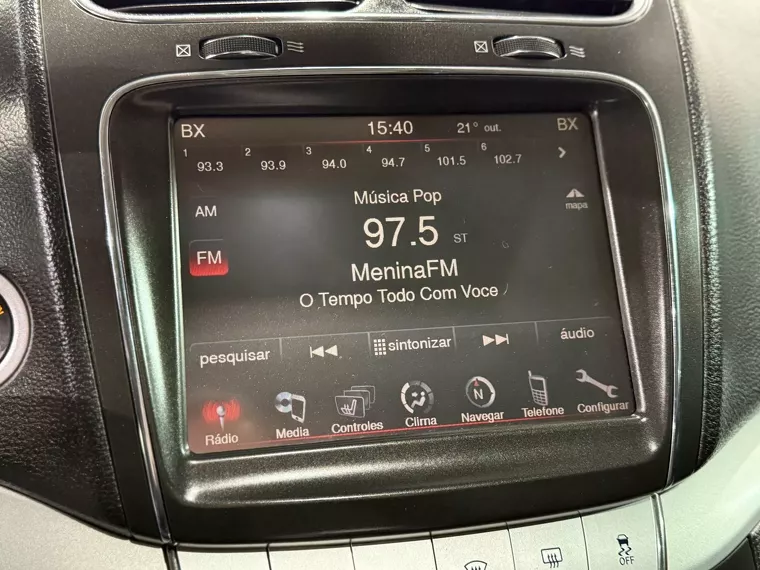 BX 15:40 21° out. BX
1 93.3 2 93.9 3 94.0 4 94.7 5 101.5 6 102.7
Música Pop
AM
mapa
97.5 ST
FM
MeninaFM
O Tempo Todo Com Voce
pesquisar sintonizar áudio
N
Rádio Media Controles Clima Navegar Telefone Configurar
OFF